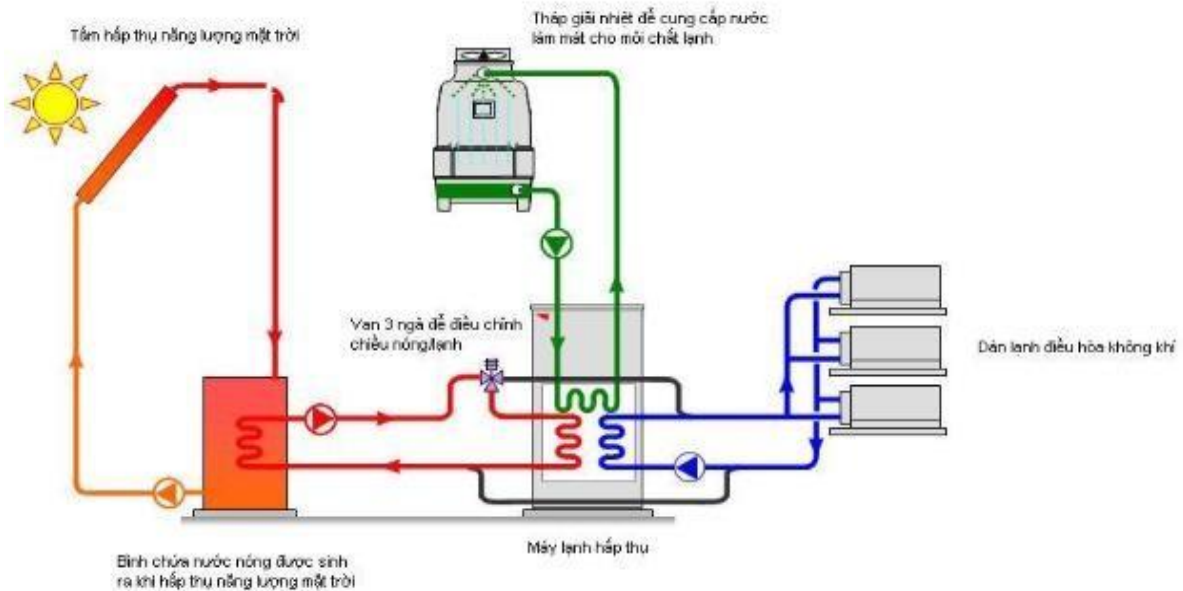 Tấm hấp thụ năng lượng mặt trời
Tháp giải nhiệt để cung cấp nước
làm mát cho môi chất lạnh
Van 3 ngả để điều chỉnh
chiều nóng/lạnh
Dàn lạnh điều hòa không khí
Máy lạnh hấp thụ
Bình chứa nước nóng được sinh
ra khi hấp thụ năng lượng mặt trời